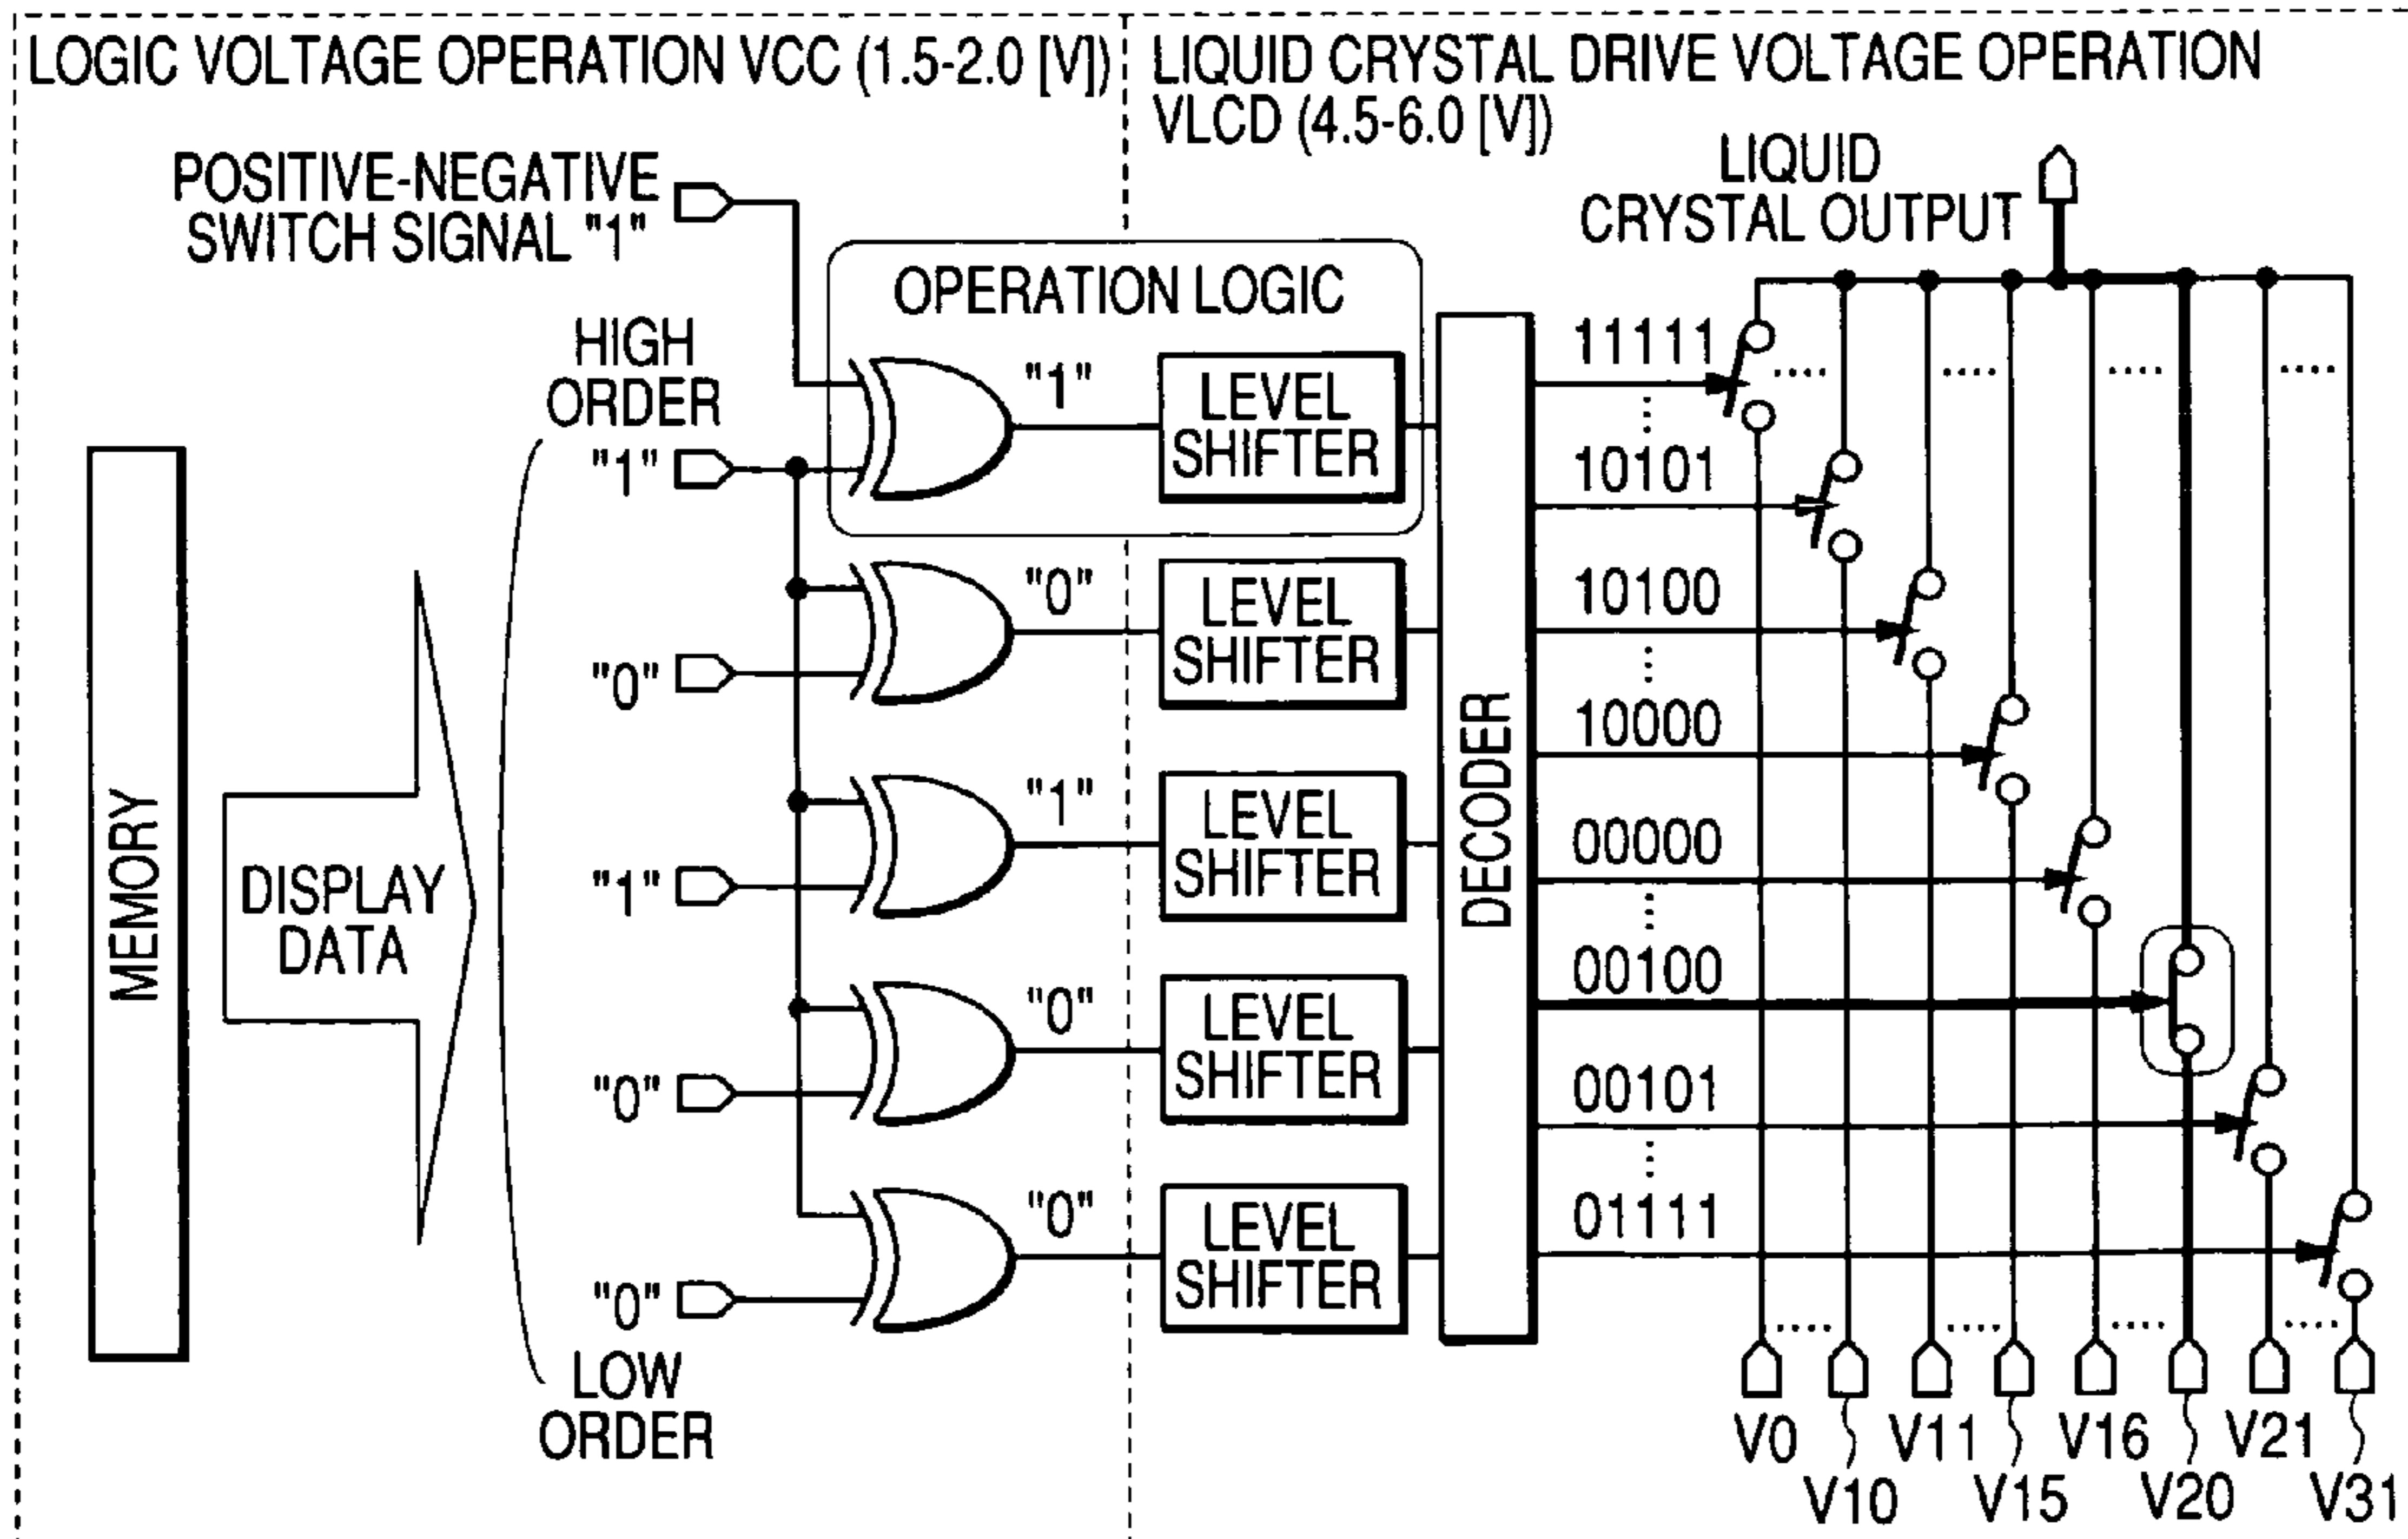 LOGIC VOLTAGE OPERATION VCC (1.5-2.0 [V])
LIQUID CRYSTAL DRIVE VOLTAGE OPERATION
VLCD (4.5-6.0 [V])
POSITIVE-NEGATIVE
SWITCH SIGNAL "1"
LIQUID
CRYSTAL OUTPUT
OPERATION LOGIC
HIGH
ORDER
"1"
"0"
"1"
"0"
"0"
LOW
ORDER
MEMORY
DISPLAY
DATA
"1"
LEVEL
SHIFTER
"0"
LEVEL
SHIFTER
"1"
LEVEL
SHIFTER
"0"
LEVEL
SHIFTER
"0"
LEVEL
SHIFTER
DECODER
11111
10101
10100
10000
00000
00100
00101
01111
V0
V10
V11
V15
V16
V20
V21
V31